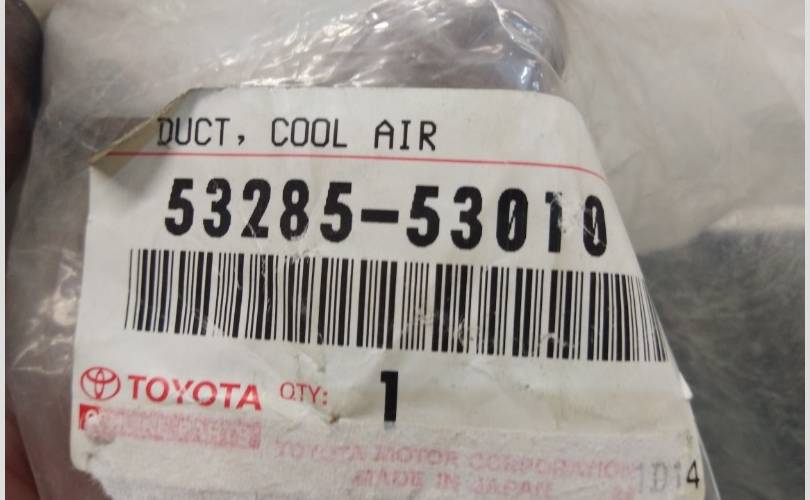 DUCT, COOL AIR
53285-53010
TOYOTA QTY: 1
TOYOTA MOTOR CORPORATION
MADE IN JAPAN
1D14